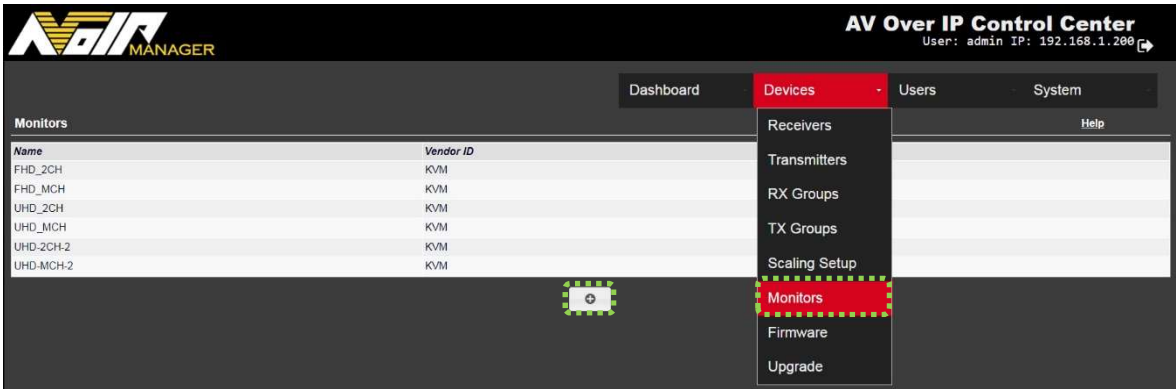 AVoIP MANAGER
AV Over IP Control Center
User: admin IP: 192.168.1.200
Dashboard Devices Users System
Monitors Help
Name Vendor ID
FHD_2CH KVM
FHD_MCH KVM
UHD_2CH KVM
UHD_MCH KVM
UHD-2CH-2 KVM
UHD-MCH-2 KVM
Receivers
Transmitters
RX Groups
TX Groups
Scaling Setup
Monitors
Firmware
Upgrade